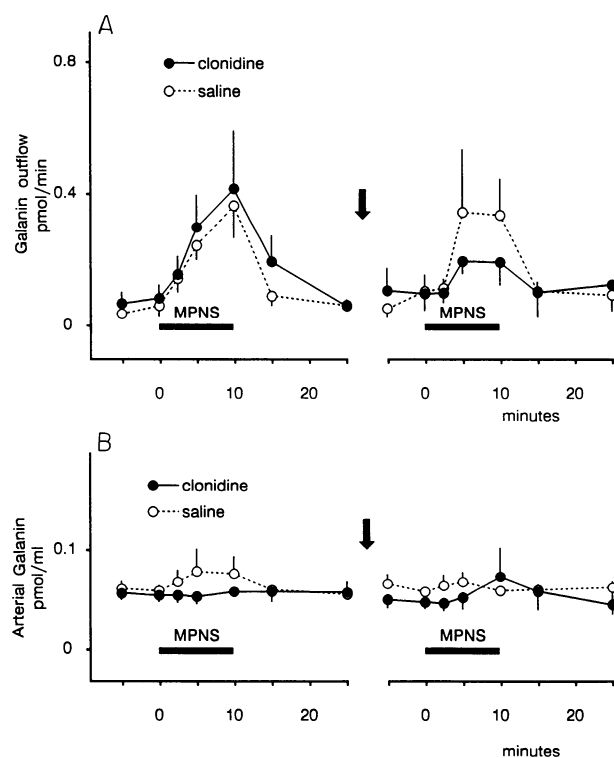 A
0.8
clonidine
saline
Galanin outflow
pmol/min
0.4
0
MPNS
MPNS
0 10 20 0 10 20
minutes
B
clonidine
saline
Arterial Galanin
pmol/ml
0.1
0
MPNS
MPNS
0 10 20 0 10 20
minutes